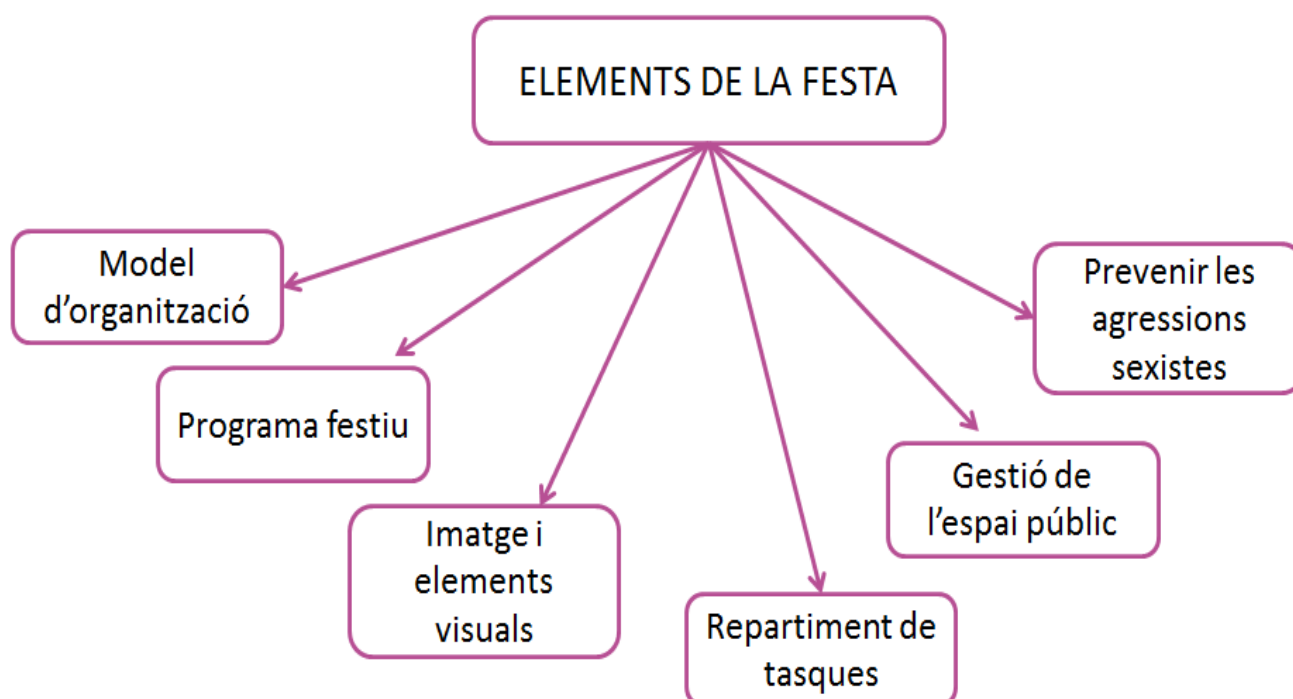 ELEMENTS DE LA FESTA
Model
d’organització
Programa festiu
Imatge i
elements
visuals
Repartiment de
tasques
Gestió de
l’espai públic
Prevenir les
agressions
sexistes